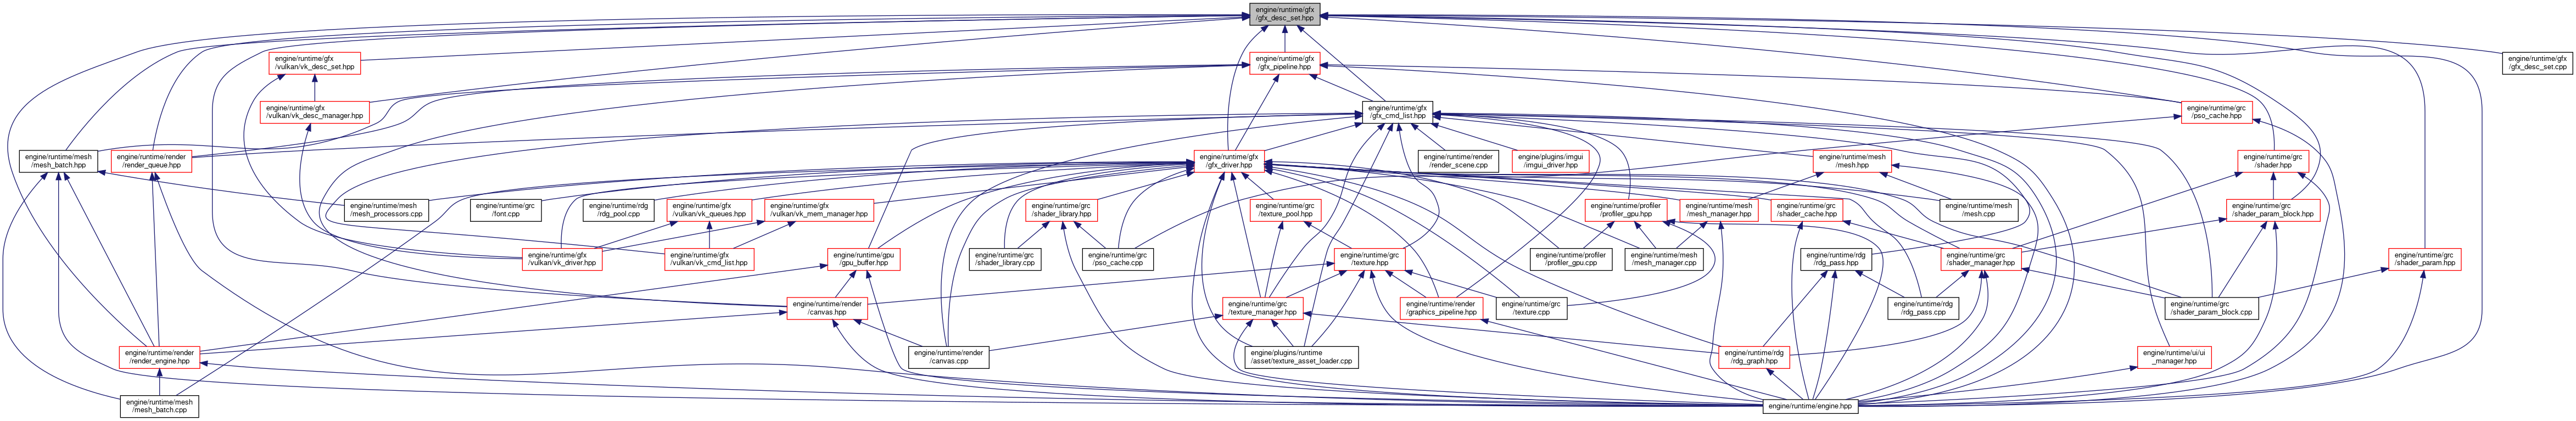 engine/runtime/gfx
/gfx_desc_set.hpp
engine/runtime/gfx
/vulkan/vk_desc_set.hpp
engine/runtime/gfx
/gfx_pipeline.hpp
engine/runtime/gfx
/gfx_desc_set.cpp
engine/runtime/gfx
/vulkan/vk_desc_manager.hpp
engine/runtime/gfx
/gfx_cmd_list.hpp
engine/runtime/grc
/pso_cache.hpp
engine/runtime/mesh
/mesh_batch.hpp
engine/runtime/render
/render_queue.hpp
engine/runtime/gfx
/gfx_driver.hpp
engine/runtime/render
/render_scene.cpp
engine/plugins/imgui
/imgui_driver.hpp
engine/runtime/mesh
/mesh.hpp
engine/runtime/grc
/shader.hpp
engine/runtime/mesh
/mesh_processors.cpp
engine/runtime/grc
/font.cpp
engine/runtime/rdg
/rdg_pool.cpp
engine/runtime/gfx
/vulkan/vk_queues.hpp
engine/runtime/gfx
/vulkan/vk_mem_manager.hpp
engine/runtime/grc
/shader_library.hpp
engine/runtime/grc
/texture_pool.hpp
engine/runtime/profiler
/profiler_gpu.hpp
engine/runtime/mesh
/mesh_manager.hpp
engine/runtime/grc
/shader_cache.hpp
engine/runtime/mesh
/mesh.cpp
engine/runtime/grc
/shader_param_block.hpp
engine/runtime/gfx
/vulkan/vk_driver.hpp
engine/runtime/gfx
/vulkan/vk_cmd_list.hpp
engine/runtime/gpu
/gpu_buffer.hpp
engine/runtime/grc
/shader_library.cpp
engine/runtime/grc
/pso_cache.cpp
engine/runtime/grc
/texture.hpp
engine/runtime/profiler
/profiler_gpu.cpp
engine/runtime/mesh
/mesh_manager.cpp
engine/runtime/rdg
/rdg_pass.hpp
engine/runtime/grc
/shader_manager.hpp
engine/runtime/grc
/shader_param.hpp
engine/runtime/render
/canvas.hpp
engine/runtime/grc
/texture_manager.hpp
engine/runtime/render
/graphics_pipeline.hpp
engine/runtime/grc
/texture.cpp
engine/runtime/rdg
/rdg_pass.cpp
engine/runtime/grc
/shader_param_block.cpp
engine/runtime/render
/render_engine.hpp
engine/runtime/render
/canvas.cpp
engine/plugins/runtime
/asset/texture_asset_loader.cpp
engine/runtime/rdg
/rdg_graph.hpp
engine/runtime/ui/ui
_manager.hpp
engine/runtime/mesh
/mesh_batch.cpp
engine/runtime/engine.hpp